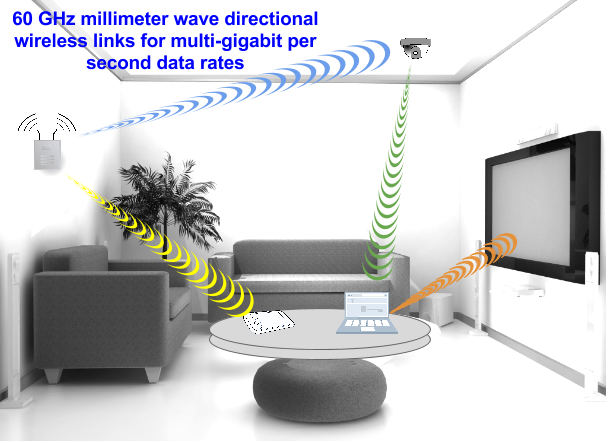 60 GHz millimeter wave directional
wireless links for multi-gigabit per
second data rates